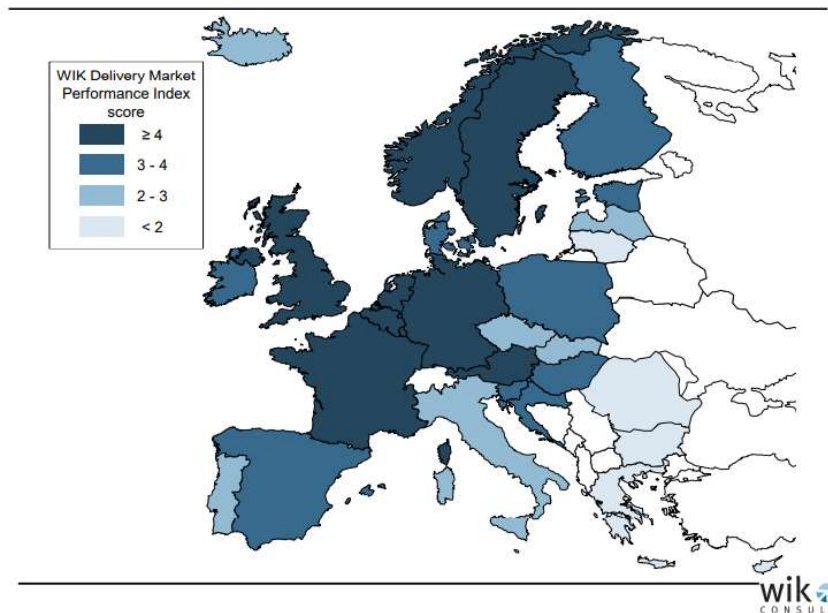 WIK Delivery Market
Performance Index
score
≥ 4
3 - 4
2 - 3
< 2
wik
CONSUL